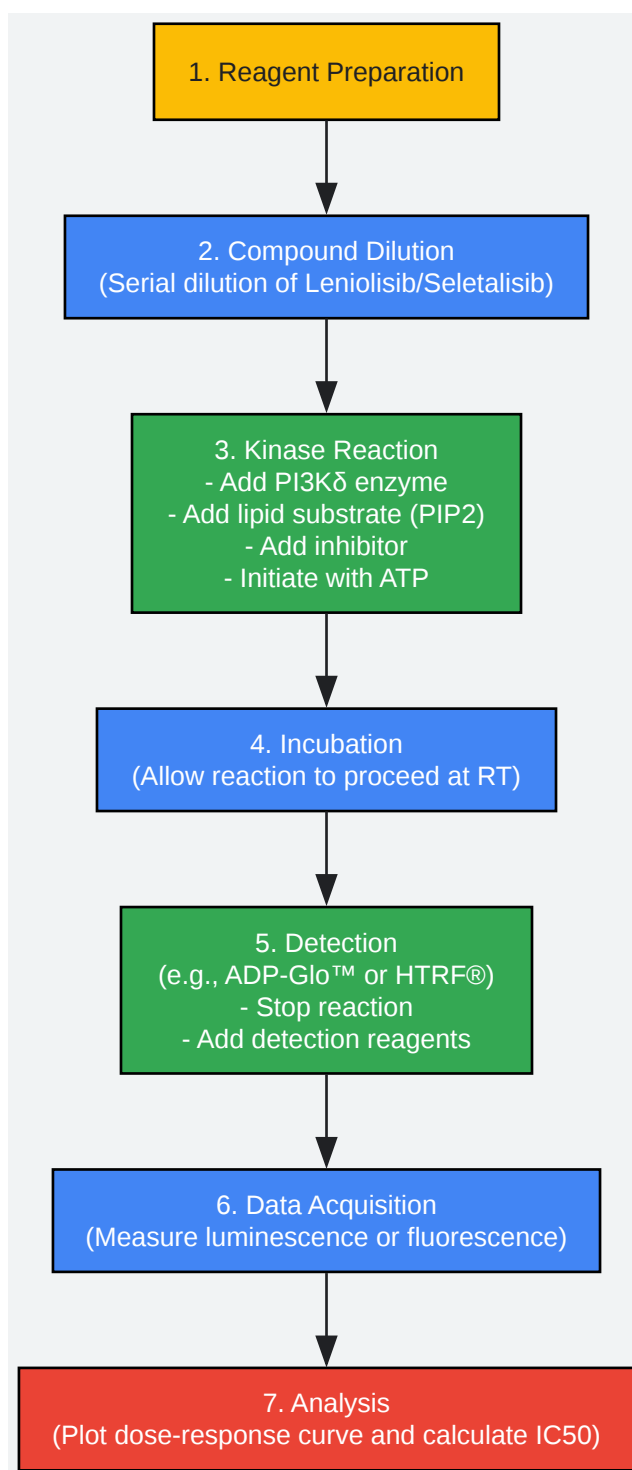 1. Reagent Preparation
2. Compound Dilution
(Serial dilution of Leniolisib/Seletalisib)
3. Kinase Reaction
- Add PI3Kδ enzyme
- Add lipid substrate (PIP2)
- Add inhibitor
- Initiate with ATP
4. Incubation
(Allow reaction to proceed at RT)
5. Detection
(e.g., ADP-Glo™ or HTRF®)
- Stop reaction
- Add detection reagents
6. Data Acquisition
(Measure luminescence or fluorescence)
7. Analysis
(Plot dose-response curve and calculate IC50)